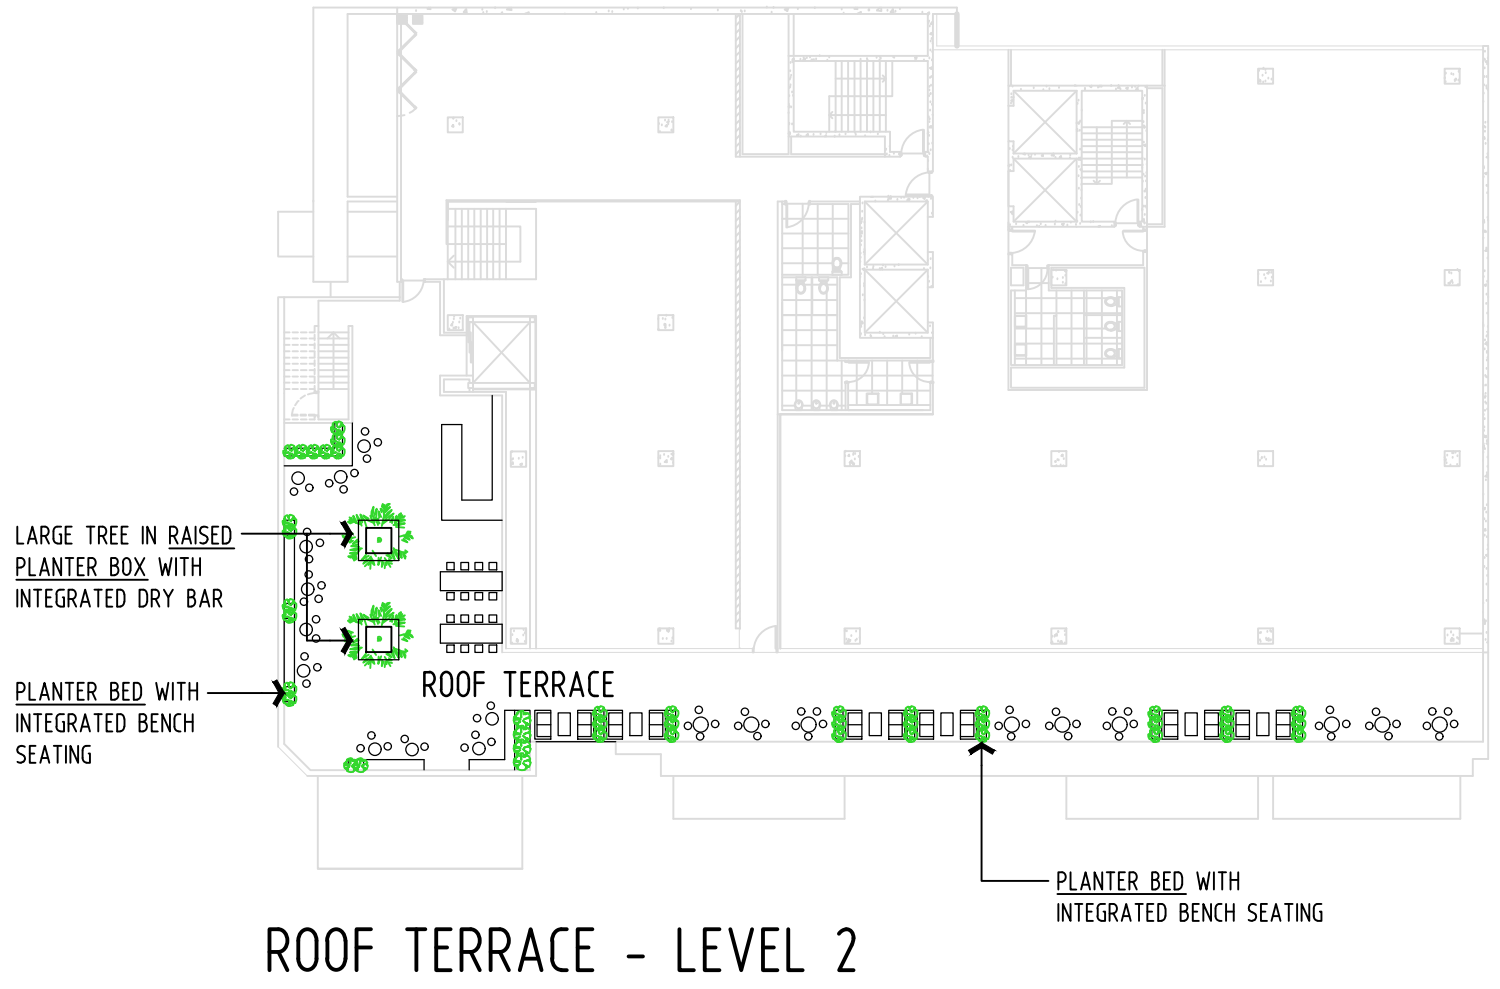 LARGE TREE IN RAISED
PLANTER BOX WITH
INTEGRATED DRY BAR
PLANTER BED WITH
INTEGRATED BENCH
SEATING
ROOF TERRACE
PLANTER BED WITH
INTEGRATED BENCH SEATING
ROOF TERRACE - LEVEL 2